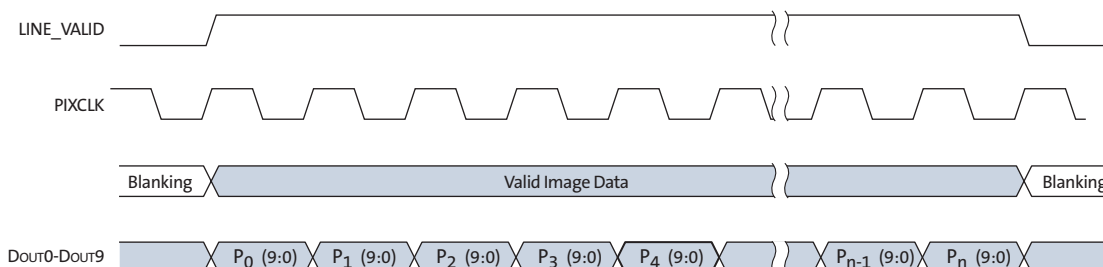 LINE_VALID
PIXCLK
Blanking Valid Image Data Blanking
DOUT0-DOUT9 P0 (9:0) P1 (9:0) P2 (9:0) P3 (9:0) P4 (9:0) Pn-1 (9:0) Pn (9:0)